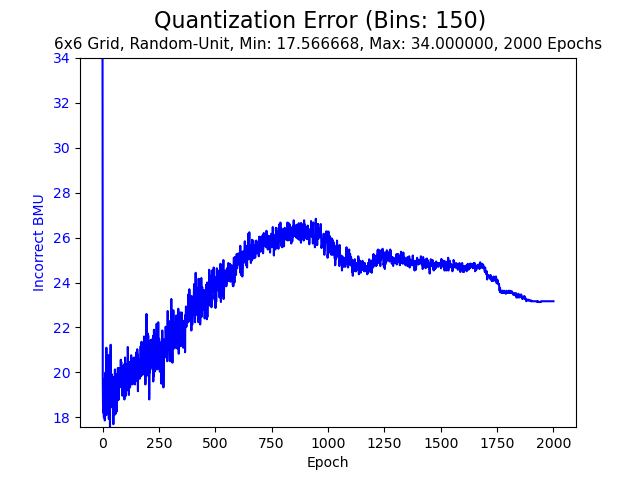 Quantization Error (Bins: 150)
6x6 Grid, Random-Unit, Min: 17.566668, Max: 34.000000, 2000 Epochs
34
32
30
28
26
24
22
20
18
Incorrect BMU
0 250 500 750 1000 1250 1500 1750 2000
Epoch